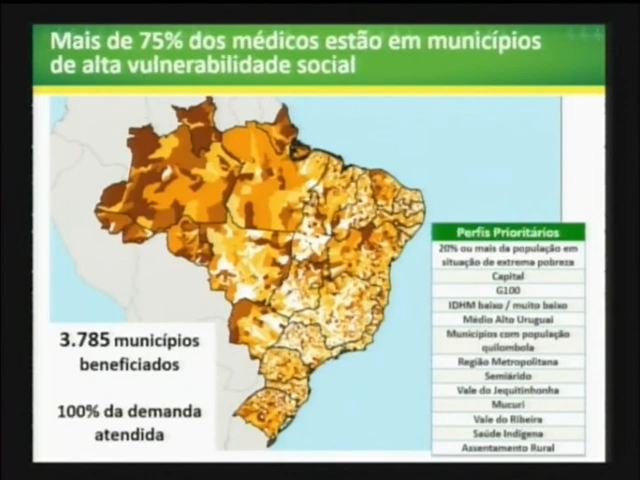 Mais de 75% dos médicos estão em municípios
de alta vulnerabilidade social
3.785 municípios
beneficiados
100% da demanda
atendida
Perfis Prioritários
20% ou mais da população em
situação de extrema pobreza
Capital
G100
IDHM baixo / muito baixo
Médio Alto Uruguai
Municípios com população
quilombola
Região Metropolitana
Semiárido
Vale do Jequitinhonha
Mucuri
Vale do Ribeira
Saúde Indígena
Assentamento Rural